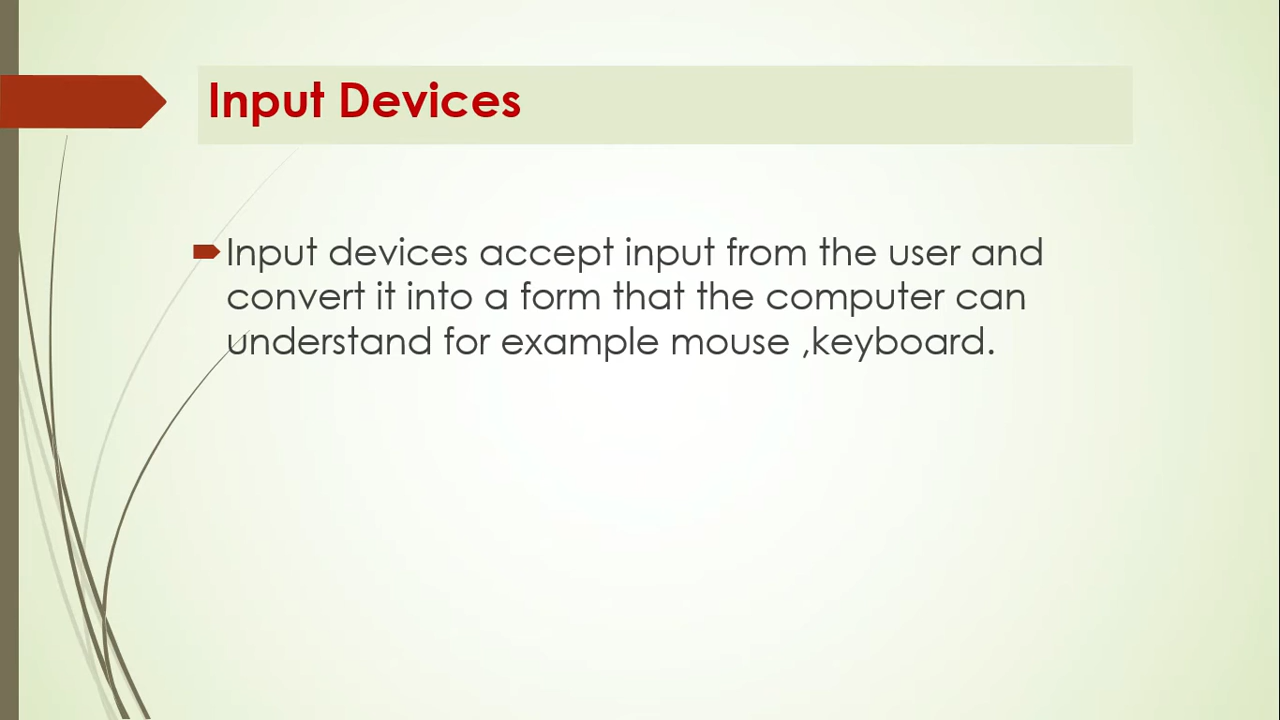 Input Devices
Input devices accept input from the user and
convert it into a form that the computer can
understand for example mouse ,keyboard.